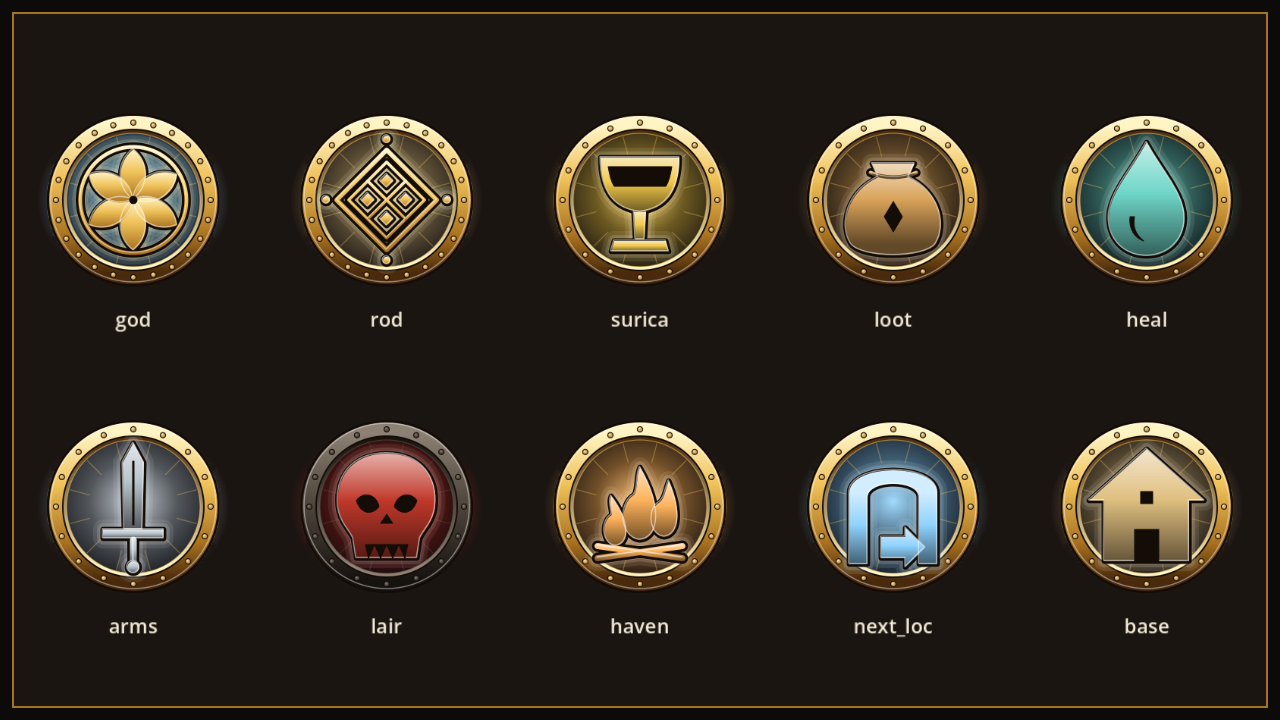 god
rod
surica
loot
heal
arms
lair
haven
next_loc
base